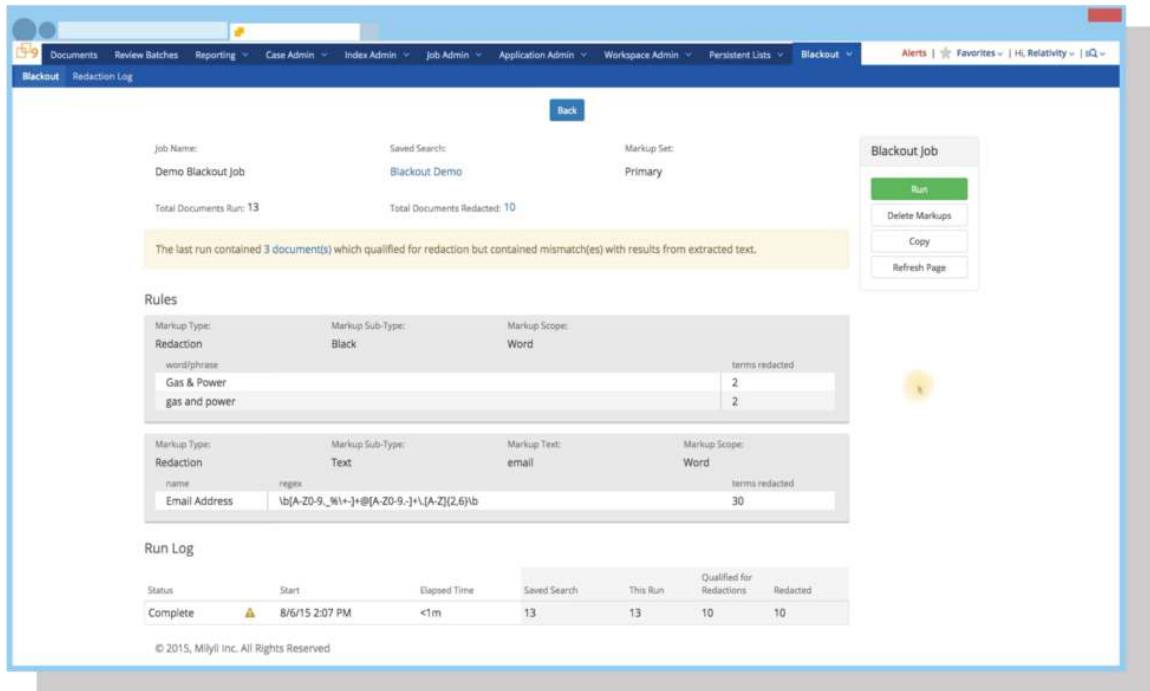 Documents Review Batches Reporting Case Admin Index Admin Job Admin Application Admin Workspace Admin Persistent Lists Blackout Alerts | Favorites | Hi, Relativity |
Blackout Redaction Log
Back
Job Name: Saved Search: Markup Set: Blackout Job
Demo Blackout Job Blackout Demo Primary
Run
Total Documents Run: 13 Total Documents Redacted: 10 Delete Markups
The last run contained 3 document(s) which qualified for redaction but contained mismatch(es) with results from extracted text. Copy
Refresh Page
Rules
Markup Type: Markup Sub-Type: Markup Scope:
Redaction Black Word
word/phrase terms redacted
Gas & Power 2
gas and power 2
Markup Type: Markup Sub-Type: Markup Text: Markup Scope:
Redaction Text email Word
name regex terms redacted
Email Address \b[A-Z0-9._%\+-]+@[A-Z0-9.-]+\.[A-Z]{2,6}\b 30
Run Log
Status Start Elapsed Time Saved Search This Run Qualified for Redactions Redacted
Complete 8/6/15 2:07 PM <1m 13 13 10 10
© 2015, Milyli Inc. All Rights Reserved